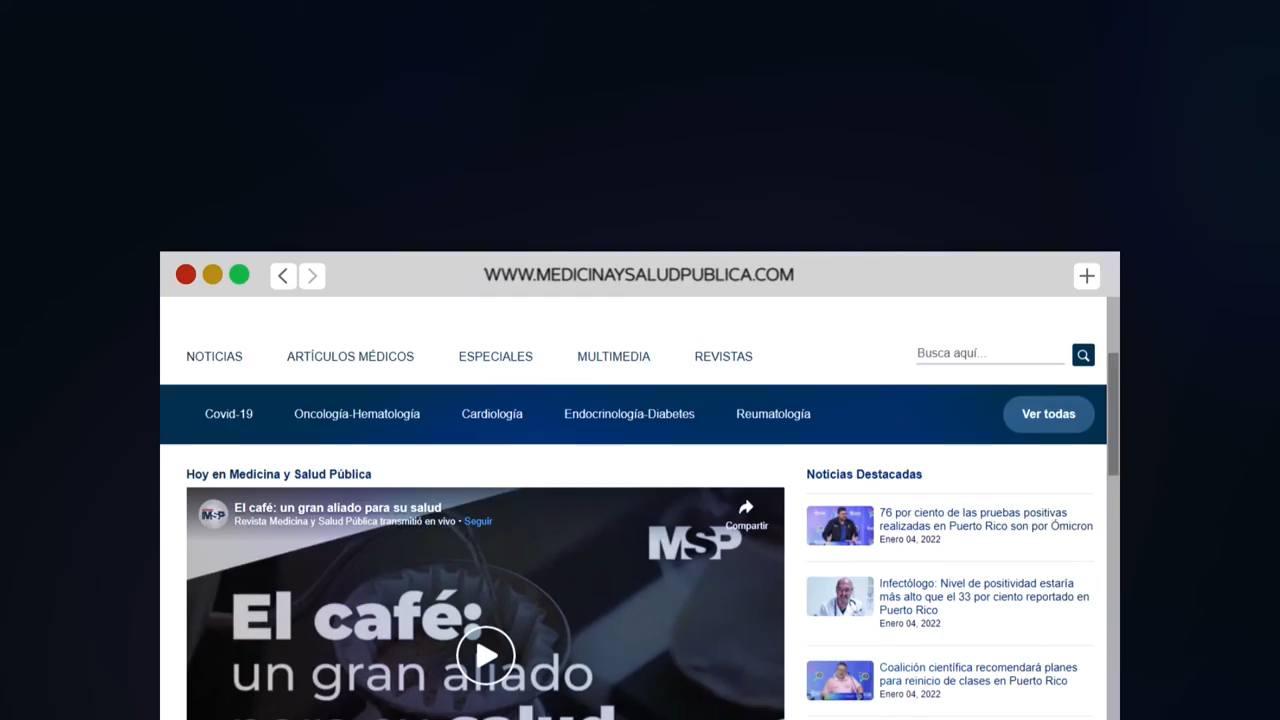 WWW.MEDICINAYSALUDPUBLICA.COM
NOTICIAS ARTÍCULOS MÉDICOS ESPECIALES MULTIMEDIA REVISTAS Busca aquí...
Covid-19 Oncología-Hematología Cardiología Endocrinología-Diabetes Reumatología Ver todas
Hoy en Medicina y Salud Pública
MSP
El café: un gran aliado para su salud
Revista Medicina y Salud Pública transmitió en vivo • Seguir
Compartir
MSP
El café:
un gran aliado
para su salud
Noticias Destacadas
76 por ciento de las pruebas positivas
realizadas en Puerto Rico son por Ómicron
Enero 04, 2022
Infectólogo: Nivel de positividad estaría
más alto que el 33 por ciento reportado en
Puerto Rico
Enero 04, 2022
Coalición científica recomendará planes
para reinicio de clases en Puerto Rico
Enero 04, 2022